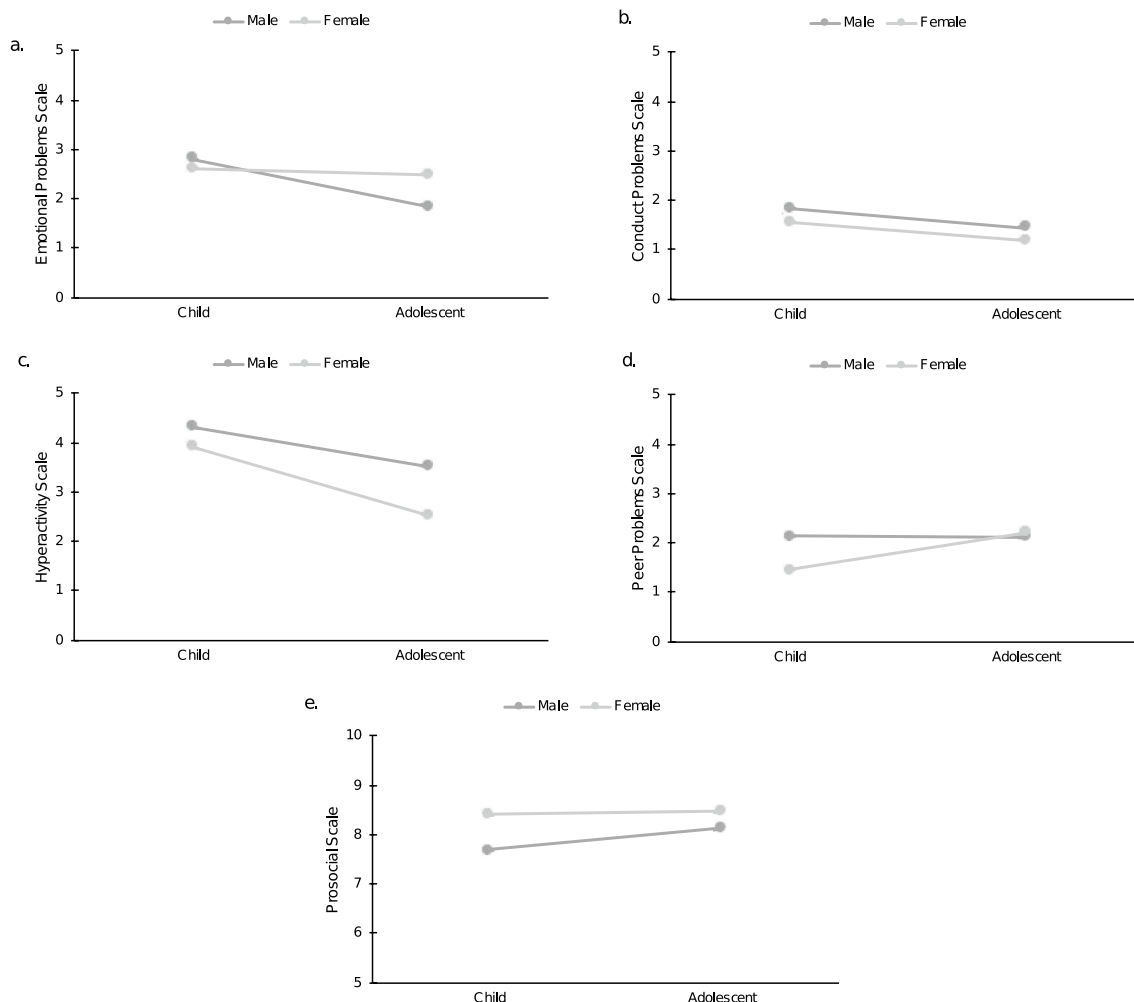 a.
Male Female
Emotional Problems Scale
5
4
3
2
1
0
Child Adolescent
b.
Male Female
Conduct Problems Scale
5
4
3
2
1
0
Child Adolescent
c.
Male Female
Hyperactivity Scale
5
4
3
2
1
0
Child Adolescent
d.
Male Female
Peer Problems Scale
5
4
3
2
1
0
Child Adolescent
e.
Male Female
Prosocial Scale
10
9
8
7
6
5
Child Adolescent